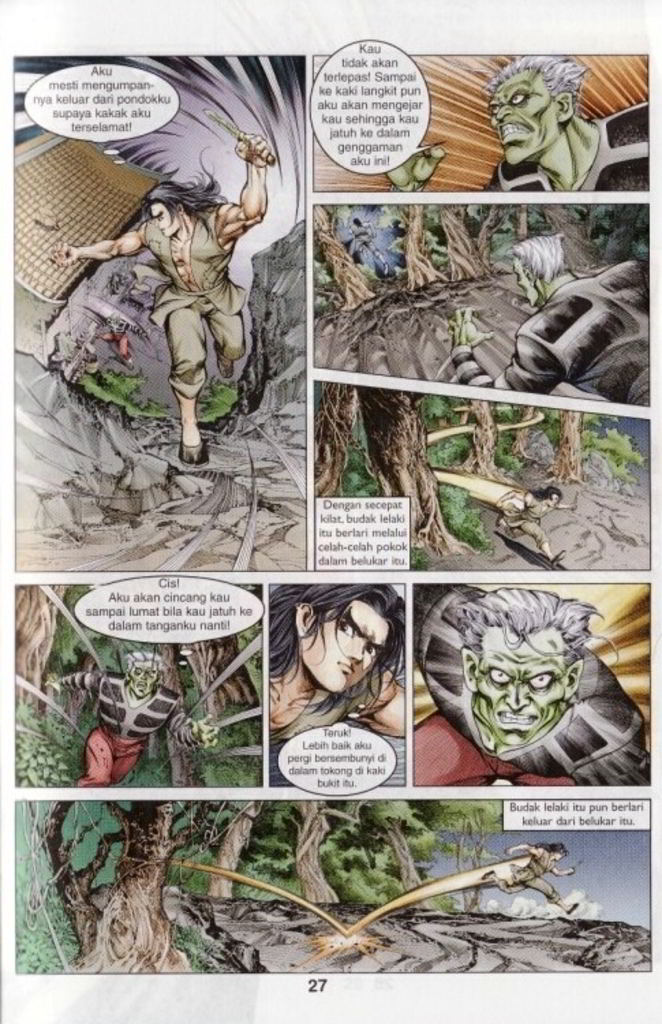 Aku
mesti mengumpan-
nya keluar dari pondokku
supaya kakak aku
terselamat!
Kau
tidak akan
terlepas! Sampai
ke kaki langkit pun
aku akan mengejar
kau sehingga kau
jatuh ke dalam
genggaman
aku ini!
Dengan secepat
kilat, budak lelaki
itu berlari melalui
celah-celah pokok
dalam belukar itu.
Cis!
Aku akan cincang kau
sampai lumat bila kau jatuh ke
dalam tanganku nanti!
Teruk!
Lebih baik aku
pergi bersembunyi di
dalam tokong di kaki
bukit itu.
Budak lelaki itu pun berlari
keluar dari belukar itu.
27